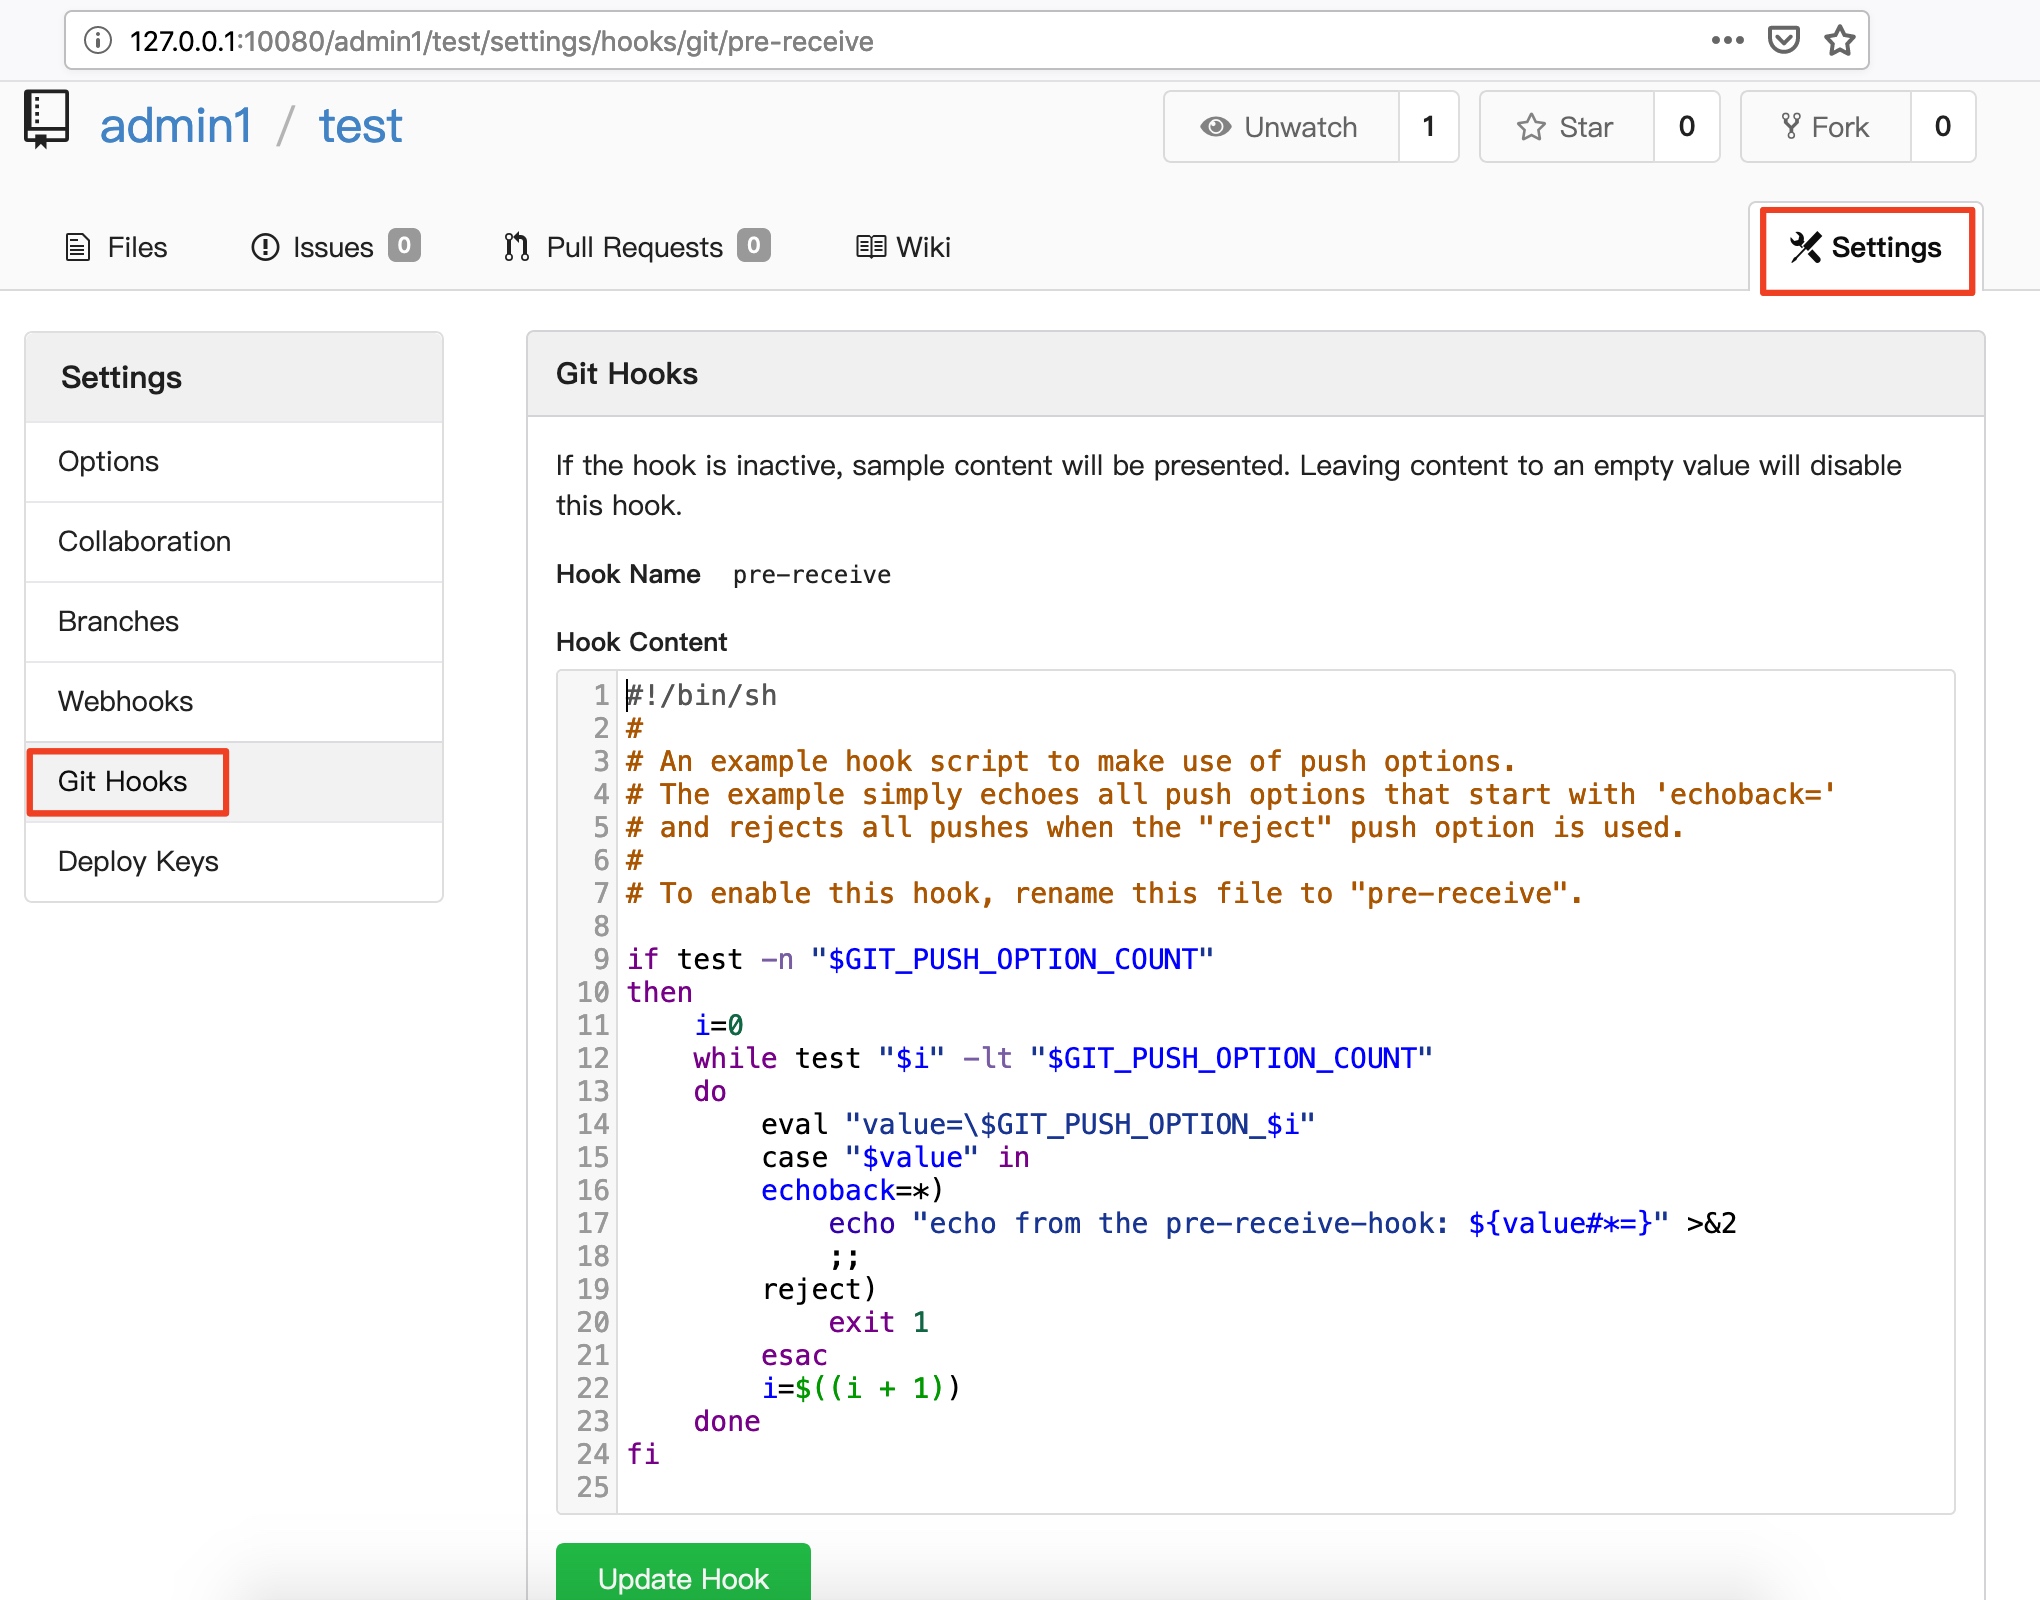 127.0.0.1:10080/admin1/test/settings/hooks/git/pre-receive
admin1 / test
Unwatch 1
Star 0
Fork 0
Files
Issues 0
Pull Requests 0
Wiki
Settings
Settings
Options
Collaboration
Branches
Webhooks
Git Hooks
Deploy Keys
Git Hooks
If the hook is inactive, sample content will be presented. Leaving content to an empty value will disable
this hook.
Hook Name pre-receive
Hook Content
1 #!/bin/sh
2 #
3 # An example hook script to make use of push options.
4 # The example simply echoes all push options that start with 'echoback='
5 # and rejects all pushes when the "reject" push option is used.
6 #
7 # To enable this hook, rename this file to "pre-receive".
8
9 if test -n "$GIT_PUSH_OPTION_COUNT"
10 then
11     i=0
12     while test "$i" -lt "$GIT_PUSH_OPTION_COUNT"
13     do
14         eval "value=\$GIT_PUSH_OPTION_$i"
15         case "$value" in
16         echoback=*)
17             echo "echo from the pre-receive-hook: ${value#*=}" >&2
18             ;;
19         reject)
20             exit 1
21         esac
22         i=$((i + 1))
23     done
24 fi
25
Update Hook